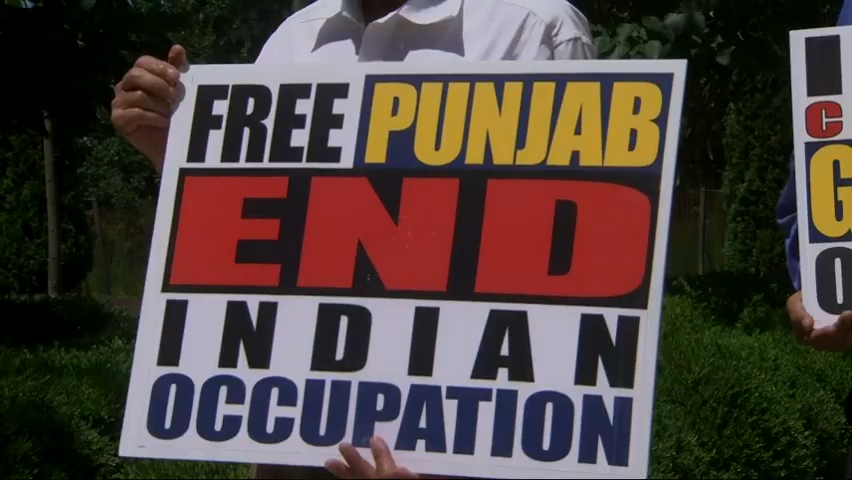 FREE PUNJAB
END
INDIAN
OCCUPATION
I
C
G
O